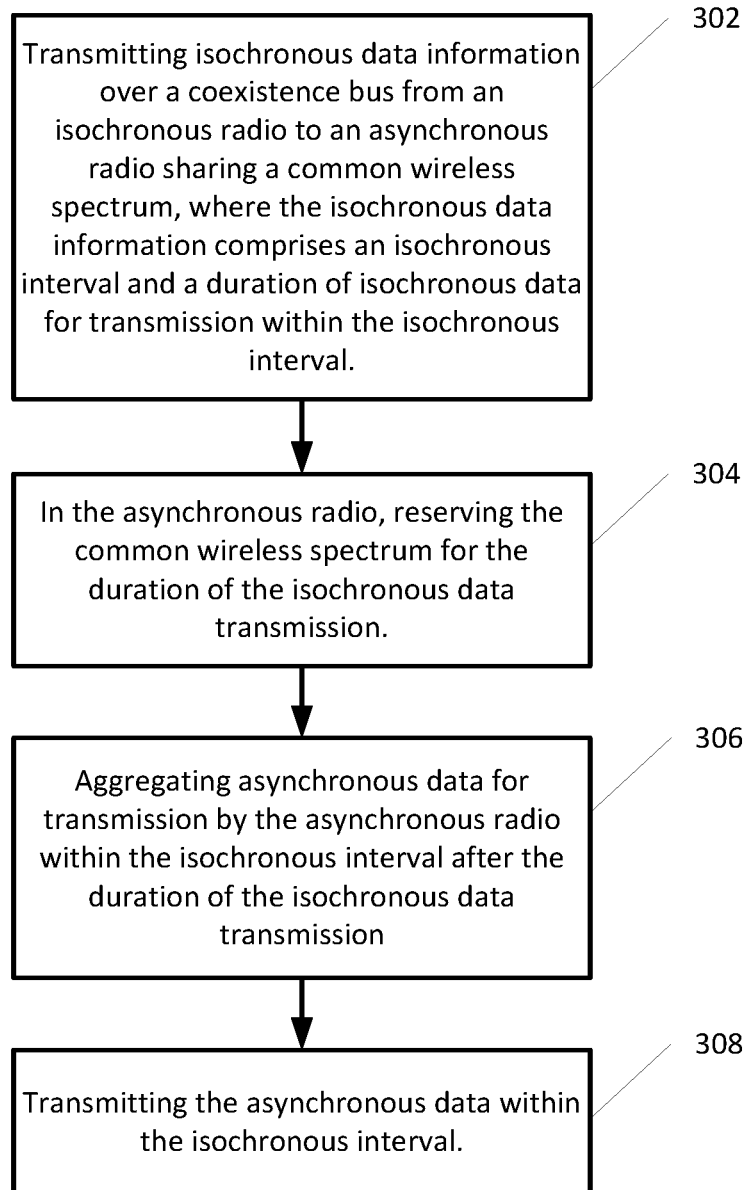 302
Transmitting isochronous data information
over a coexistence bus from an
isochronous radio to an asynchronous
radio sharing a common wireless
spectrum, where the isochronous data
information comprises an isochronous
interval and a duration of isochronous data
for transmission within the isochronous
interval.
304
In the asynchronous radio, reserving the
common wireless spectrum for the
duration of the isochronous data
transmission.
306
Aggregating asynchronous data for
transmission by the asynchronous radio
within the isochronous interval after the
duration of the isochronous data
transmission
308
Transmitting the asynchronous data within
the isochronous interval.